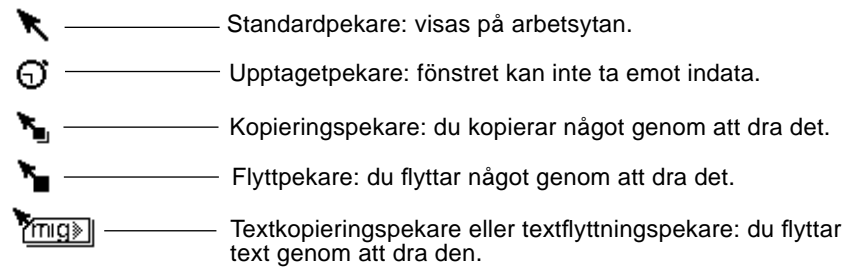 Standardpekare: visas på arbetsytan.
Upptagetpekare: fönstret kan inte ta emot indata.
Kopieringspekare: du kopierar något genom att dra det.
Flyttpekare: du flyttar något genom att dra det.
mig Textkopieringspekare eller textflyttningspekare: du flyttar
text genom att dra den.